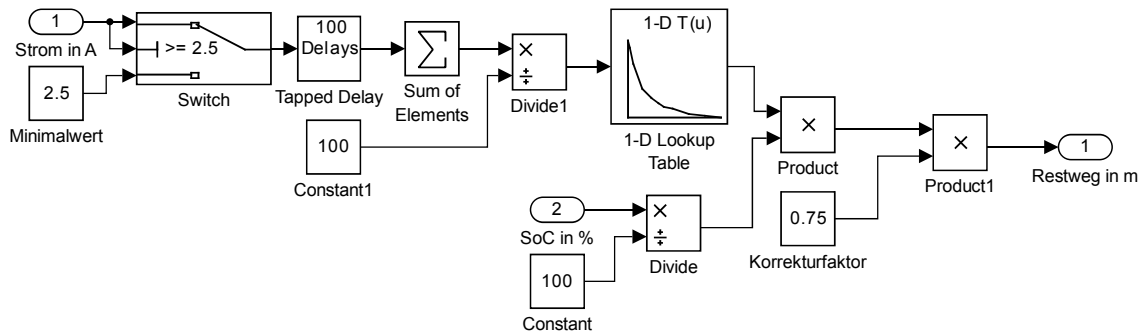 1
Strom in A
2.5
Minimalwert
>= 2.5
Switch
100
Delays
Tapped Delay
100
Constant1
∑
Sum of
Elements
×
÷
Divide1
1-D T(u)
1-D Lookup
Table
2
SoC in %
100
Constant
×
÷
Divide
×
Product
0.75
Korrekturfaktor
×
Product1
1
Restweg in m